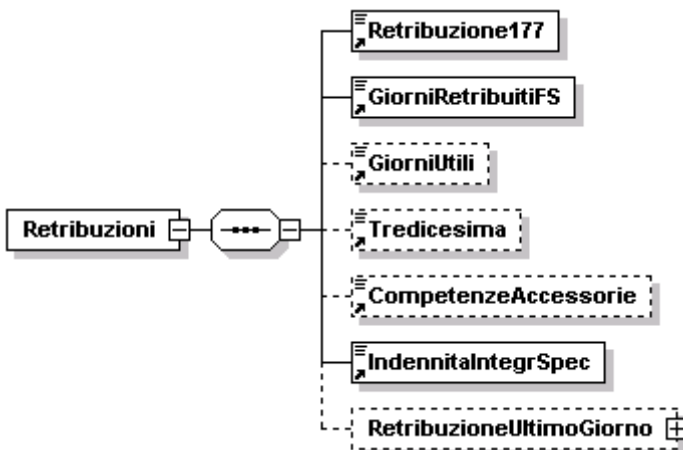 Retribuzione177
GiorniRetribuitiFS
GiorniUtili
Retribuzioni
Tredicesima
CompetenzeAccessorie
IndennitaIntegrSpec
RetribuzioneUltimoGiorno